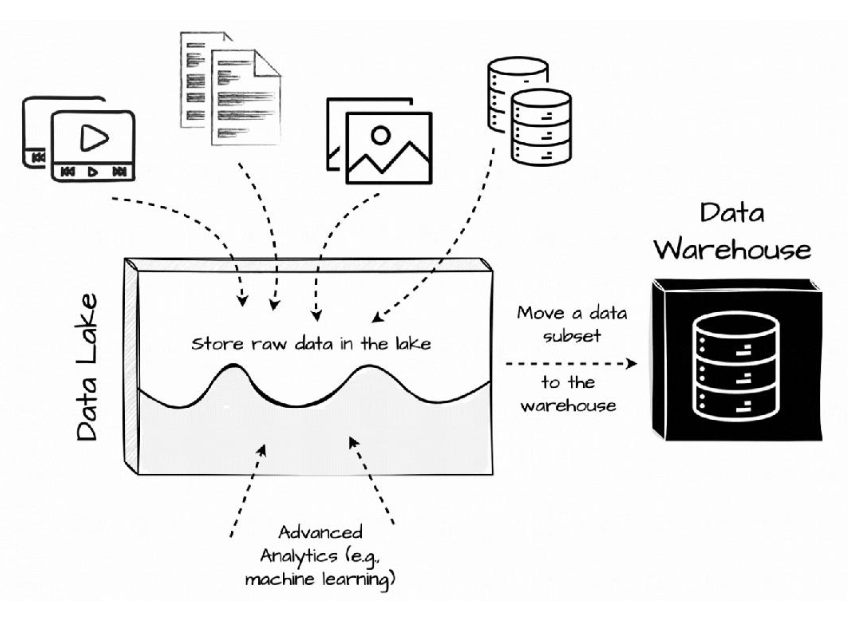 Data
Warehouse
Data Lake
Store raw data in the lake
Move a data
subset
to the
warehouse
Advanced
Analytics (e.g.,
machine learning)